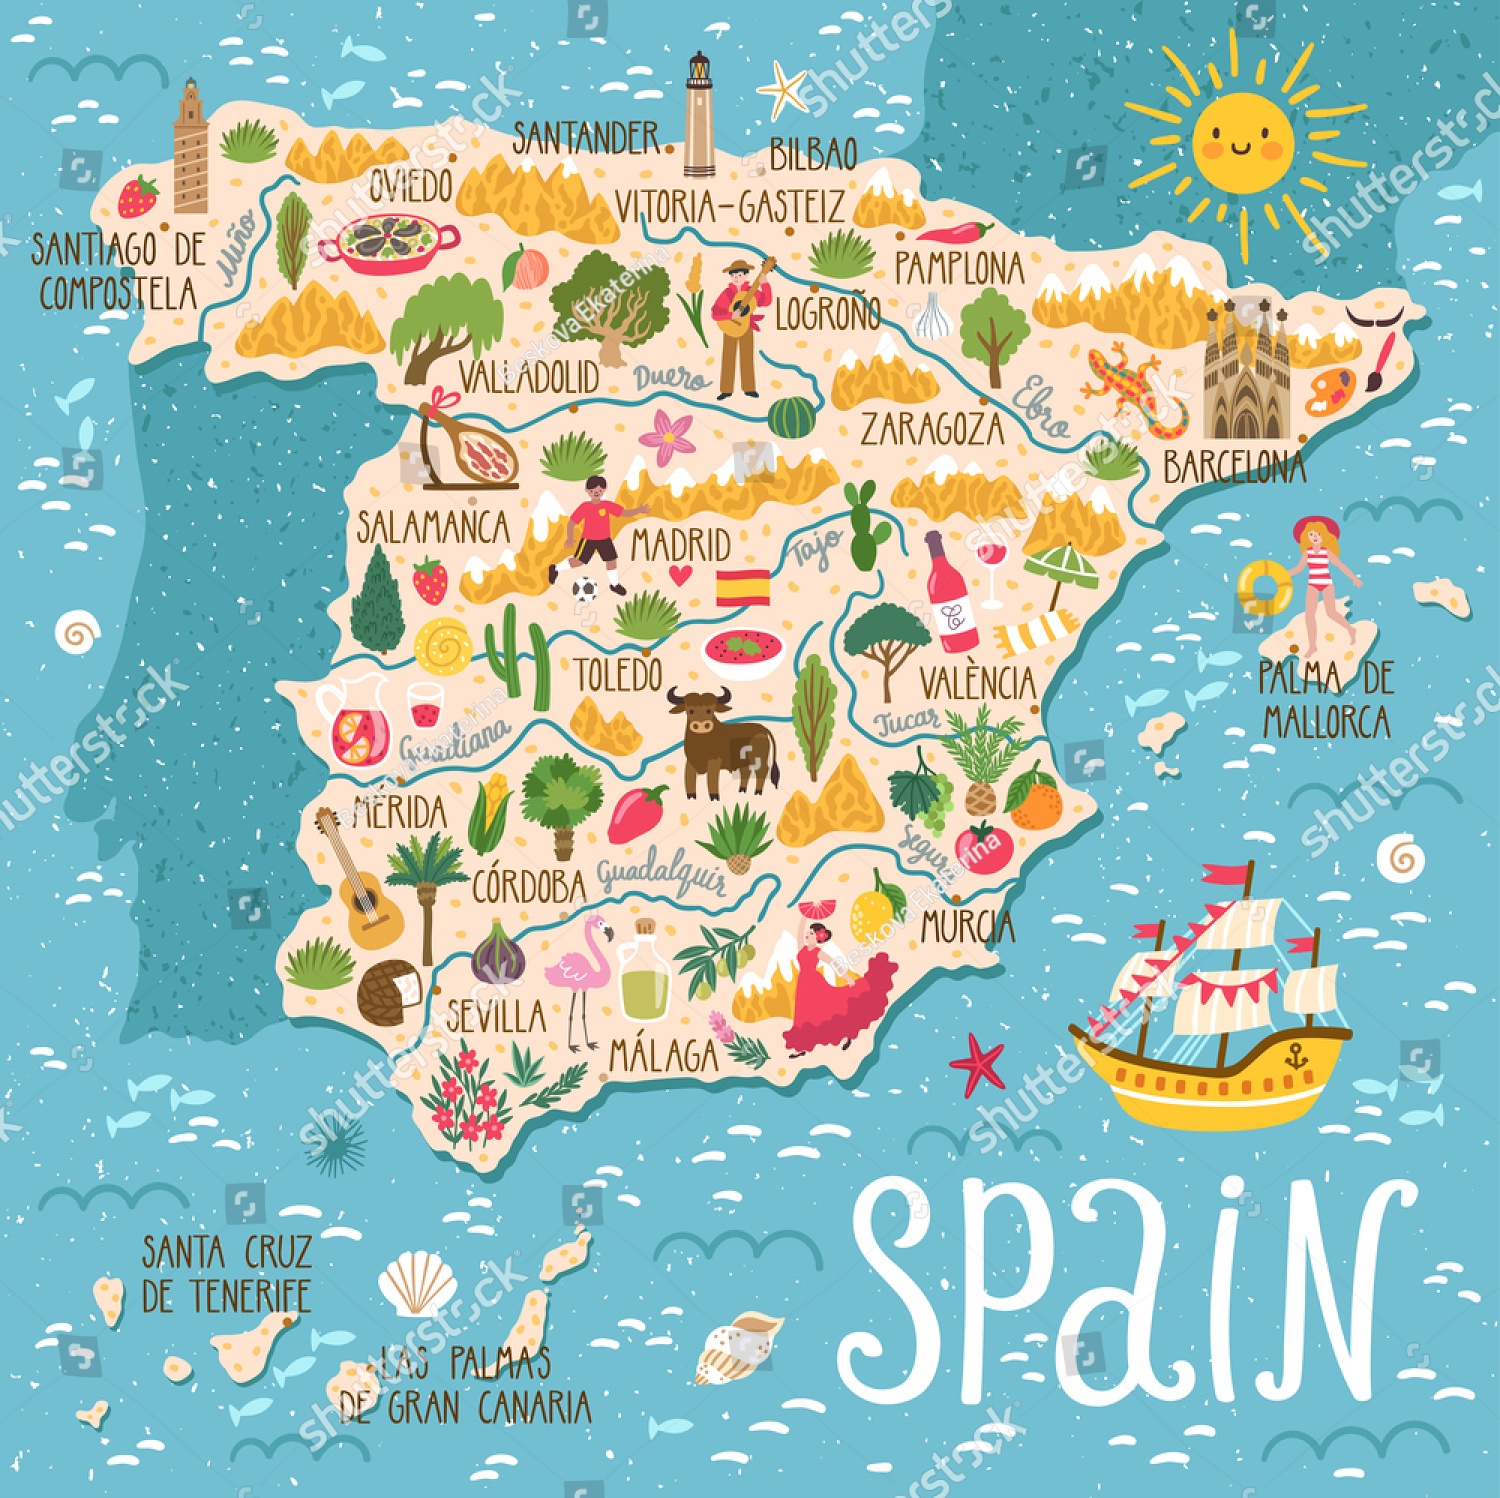 SANTANDER
BILBAO
OVIEDO
VITORIA-GASTEIZ
SANTIAGO DE
COMPOSTELA
Miño
PAMPLONA
LOGROÑO
VALLADOLID
Duero
Ebro
ZARAGOZA
BARCELONA
SALAMANCA
MADRID
Tajo
TOLEDO
VALÈNCIA
PALMA DE
MALLORCA
Tucar
Guadiana
MERIDA
CÓRDOBA
Guadalquir
Segura
MURCIA
SEVILLA
MÁLAGA
SANTA CRUZ
DE TENERIFE
LAS PALMAS
DE GRAN CANARIA
SPAIN
shutterstock
Beskova Ekaterina